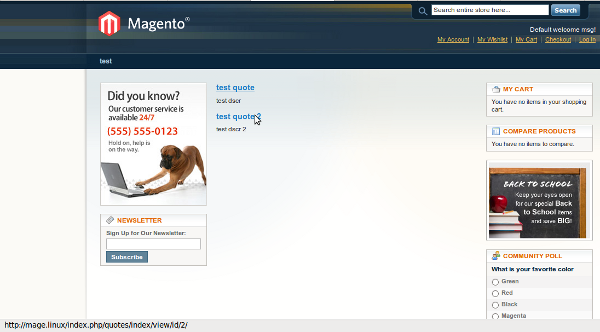 Magento®
Search entire store here...
Search
Default welcome msg!
My Account | My Wishlist | My Cart | Checkout | Log In
test
Did you know?
Our customer service is
available 24/7
(555) 555-0123
Hold on, help is
on the way.
NEWSLETTER
Sign Up for Our Newsletter:
Subscribe
test quote
test dser
test quote 2
test dscr 2
MY CART
You have no items in your shopping
cart.
COMPARE PRODUCTS
You have no items to compare.
BACK TO SCHOOL
Keep your eyes open
for our special Back
to School items
and save BIG!
COMMUNITY POLL
What is your favorite color
Green
Red
Black
Magenta
http://mage.linux/index.php/quotes/index/view/id/2/